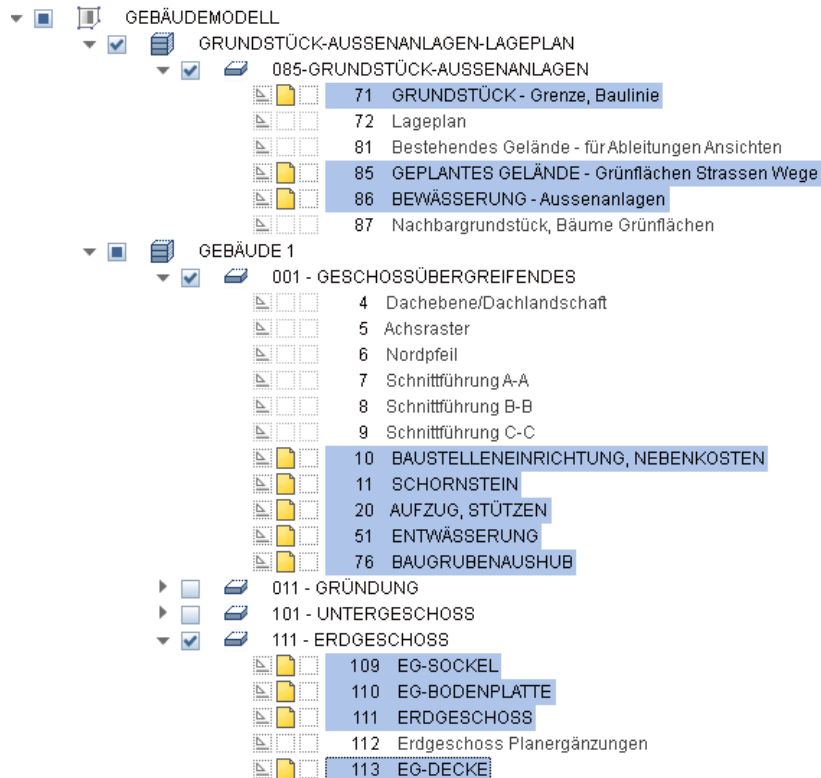 GEBÄUDEMODELL
GRUNDSTÜCK-AUSSENANLAGEN-LAGEPLAN
085-GRUNDSTÜCK-AUSSENANLAGEN
71 GRUNDSTÜCK - Grenze, Baulinie
72 Lageplan
81 Bestehendes Gelände - für Ableitungen Ansichten
85 GEPLANTES GELÄNDE - Grünflächen Strassen Wege
86 BEWÄSSERUNG - Aussenanlagen
87 Nachbargrundstück, Bäume Grünflächen
GEBÄUDE 1
001 - GESCHOSSÜBERGREIFENDES
4 Dachebene/Dachlandschaft
5 Achsraster
6 Nordpfeil
7 Schnittführung A-A
8 Schnittführung B-B
9 Schnittführung C-C
10 BAUSTELLENEINRICHTUNG, NEBENKOSTEN
11 SCHORNSTEIN
20 AUFZUG, STÜTZEN
51 ENTWÄSSERUNG
76 BAUGRUBENAUSHUB
011 - GRÜNDUNG
101 - UNTERGESCHOSS
111 - ERDGESCHOSS
109 EG-SOCKEL
110 EG-BODENPLATTE
111 ERDGESCHOSS
112 Erdgeschoss Planergänzungen
113 EG-DECKE